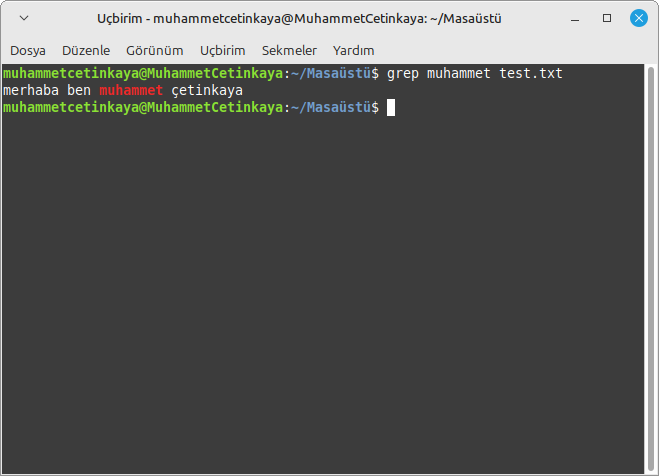 Uçbirim - muhammetcetinkaya@MuhammetCetinkaya: ~/Masaüstü
Dosya Düzenle Görünüm Uçbirim Sekmeler Yardım
muhammetcetinkaya@MuhammetCetinkaya:~/Masaüstü$ grep muhammet test.txt
merhaba ben muhammet çetinkaya
muhammetcetinkaya@MuhammetCetinkaya:~/Masaüstü$